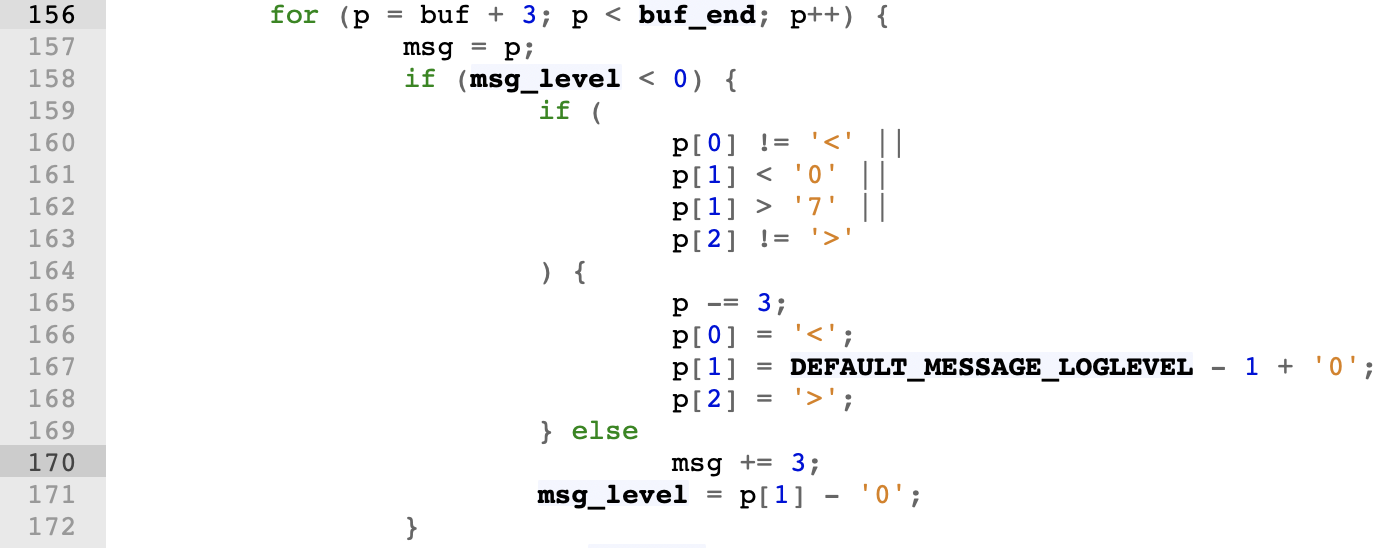 156 for (p = buf + 3; p < buf_end; p++) {
157 msg = p;
158 if (msg_level < 0) {
159 if (
160 p[0] != '<' ||
161 p[1] < '0' ||
162 p[1] > '7' ||
163 p[2] != '>'
164 ) {
165 p -= 3;
166 p[0] = '<';
167 p[1] = DEFAULT_MESSAGE_LOGLEVEL - 1 + '0';
168 p[2] = '>';
169 } else
170 msg += 3;
171 msg_level = p[1] - '0';
172 }